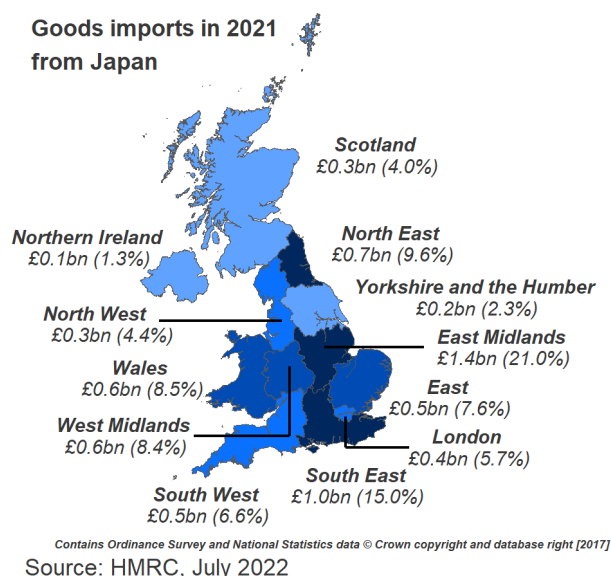 Goods imports in 2021
from Japan
Scotland
£0.3bn (4.0%)
Northern Ireland
£0.1bn (1.3%)
North East
£0.7bn (9.6%)
Yorkshire and the Humber
£0.2bn (2.3%)
North West
£0.3bn (4.4%)
East Midlands
£1.4bn (21.0%)
Wales
£0.6bn (8.5%)
East
£0.5bn (7.6%)
West Midlands
£0.6bn (8.4%)
London
£0.4bn (5.7%)
South East
£1.0bn (15.0%)
South West
£0.5bn (6.6%)
Contains Ordinance Survey and National Statistics data © Crown copyright and database right [2017]
Source: HMRC, July 2022